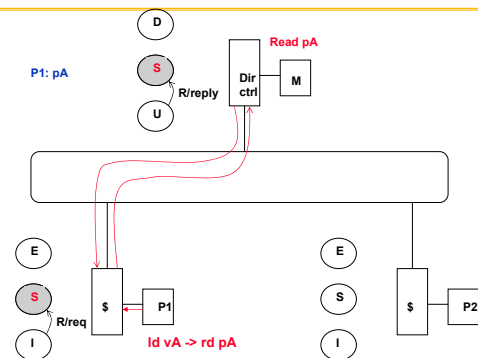 D
Read pA
P1: pA
S
Dir
ctrl
M
R/reply
U
E
E
S
$
P1
S
$
P2
R/req
I
ld vA -> rd pA
I